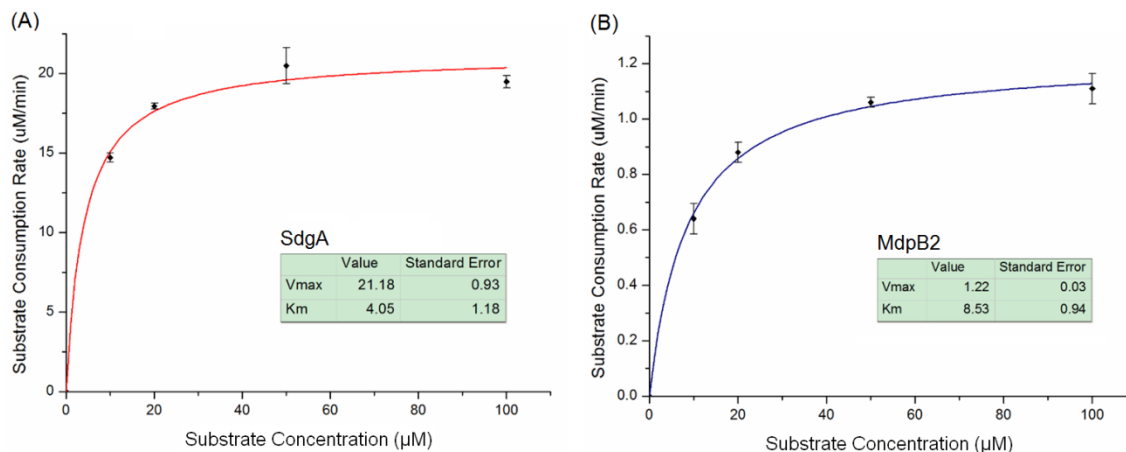 (A)
Substrate Consumption Rate (uM/min)
20
15
10
5
0
0 20 40 60 80 100
Substrate Concentration (µM)
SdgA
Value Standard Error
Vmax 21.18 0.93
Km 4.05 1.18
(B)
Substrate Consumption Rate (uM/min)
1.2
1.0
0.8
0.6
0.4
0.2
0.0
0 20 40 60 80 100
Substrate Concentration (µM)
MdpB2
Value Standard Error
Vmax 1.22 0.03
Km 8.53 0.94